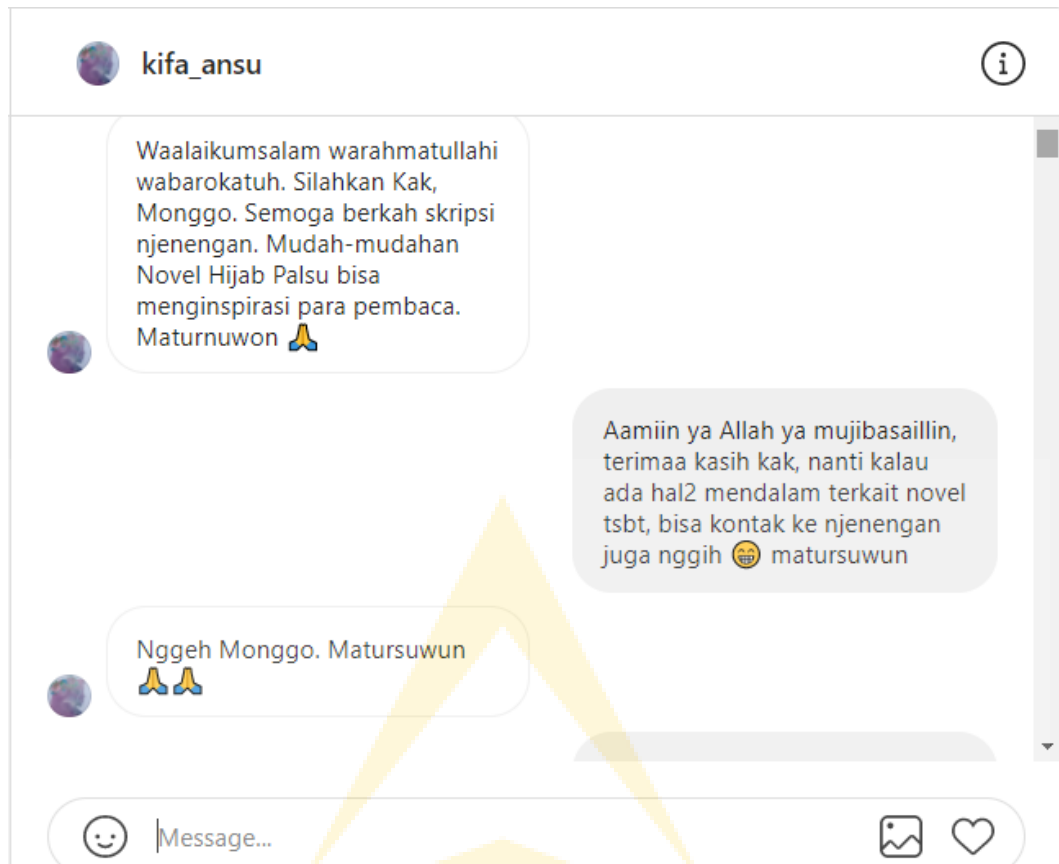 kifa_ansu
Waalaikumsalam warahmatullahi
wabarokatuh. Silahkan Kak,
Monggo. Semoga berkah skripsi
njenengan. Mudah-mudahan
Novel Hijab Palsu bisa
menginspirasi para pembaca.
Maturnuwon 🙏
Aamiin ya Allah ya mujibasaillin,
terimaa kasih kak, nanti kalau
ada hal2 mendalam terkait novel
tsbt, bisa kontak ke njenengan
juga nggih 😁 matursuwun
Nggeh Monggo. Matursuwun
🙏🙏
Message...